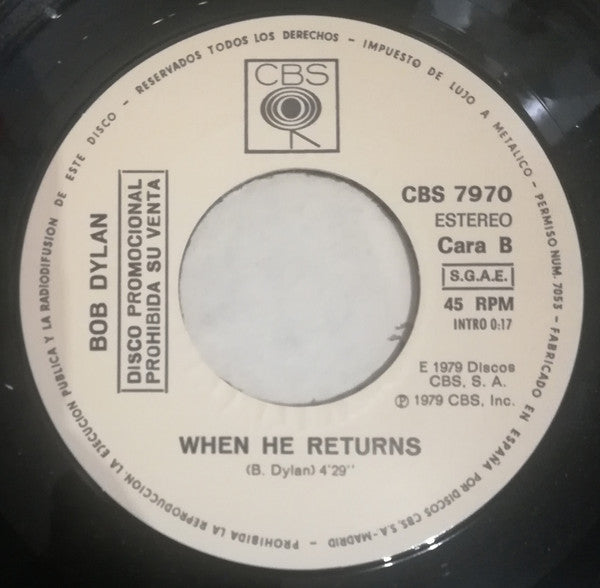 RESERVADOS TODOS LOS DERECHOS - IMPUESTO DE LUJO A METALICO - PERMISO NUM. 7053 - FABRICADO EN ESPAÑA POR DISCOS CBS, S.A.-MADRID - PROHIBIDA LA REPRODUCCION, LA EJECUCION PUBLICA Y LA RADIODIFUSION DE ESTE DISCO -
CBS
BOB DYLAN
DISCO PROMOCIONAL
PROHIBIDA SU VENTA
CBS 7970
ESTEREO
Cara B
S.G.A.E.
45 RPM
INTRO 0:17
E 1979 Discos
CBS, S. A.
℗ 1979 CBS, Inc.
WHEN HE RETURNS
(B. Dylan) 4'29''